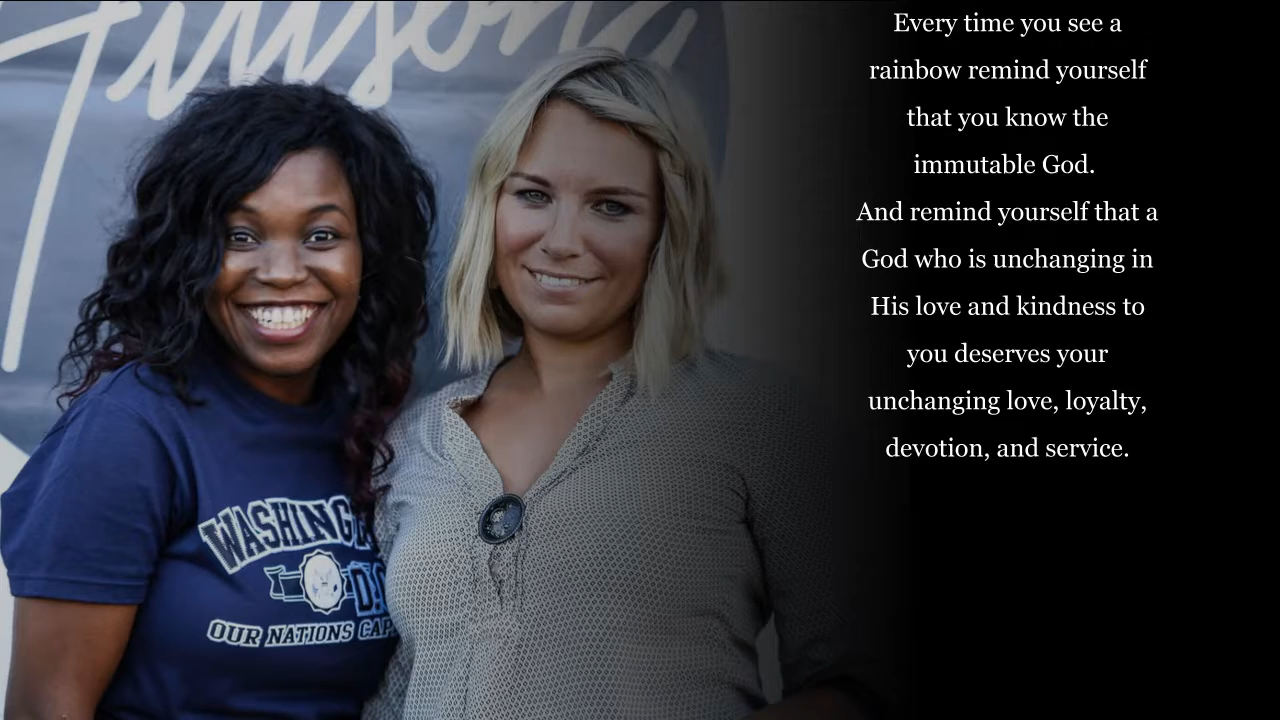 Every time you see a
rainbow remind yourself
that you know the
immutable God.
And remind yourself that a
God who is unchanging in
His love and kindness to
you deserves your
unchanging love, loyalty,
devotion, and service.
WASHING
D.C
OUR NATIONS CAP